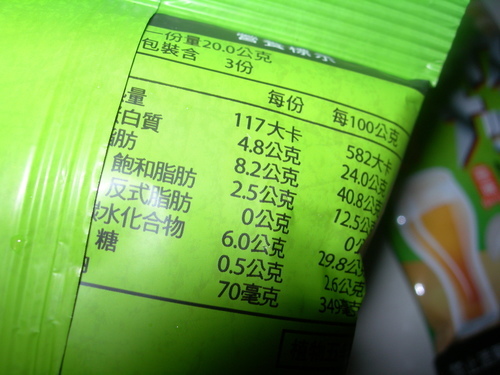 營養標示
一份量20.0公克
包裝含 3份
每份 每100公克
量 117大卡 582大卡
白質 4.8公克 24.0公克
脂肪 8.2公克 40.8公克
飽和脂肪 2.5公克 12.5公
反式脂肪 0公克 0公
水化合物 6.0公克 29.8公
糖 0.5公克 2.6公克
70毫克 349毫克